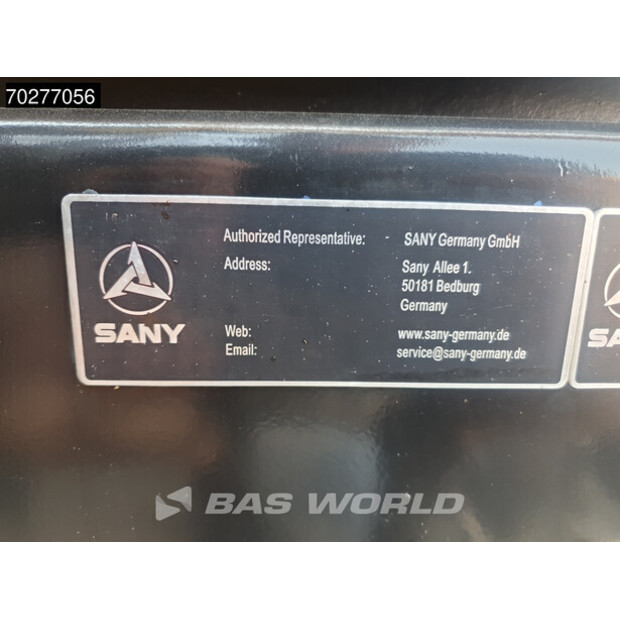 70277056
Authorized Representative: SANY Germany GmbH
Address: Sany Allee 1.
50181 Bedburg
Germany
SANY
Web: www.sany-germany.de
Email: service@sany-germany.de
SA
BAS WORLD